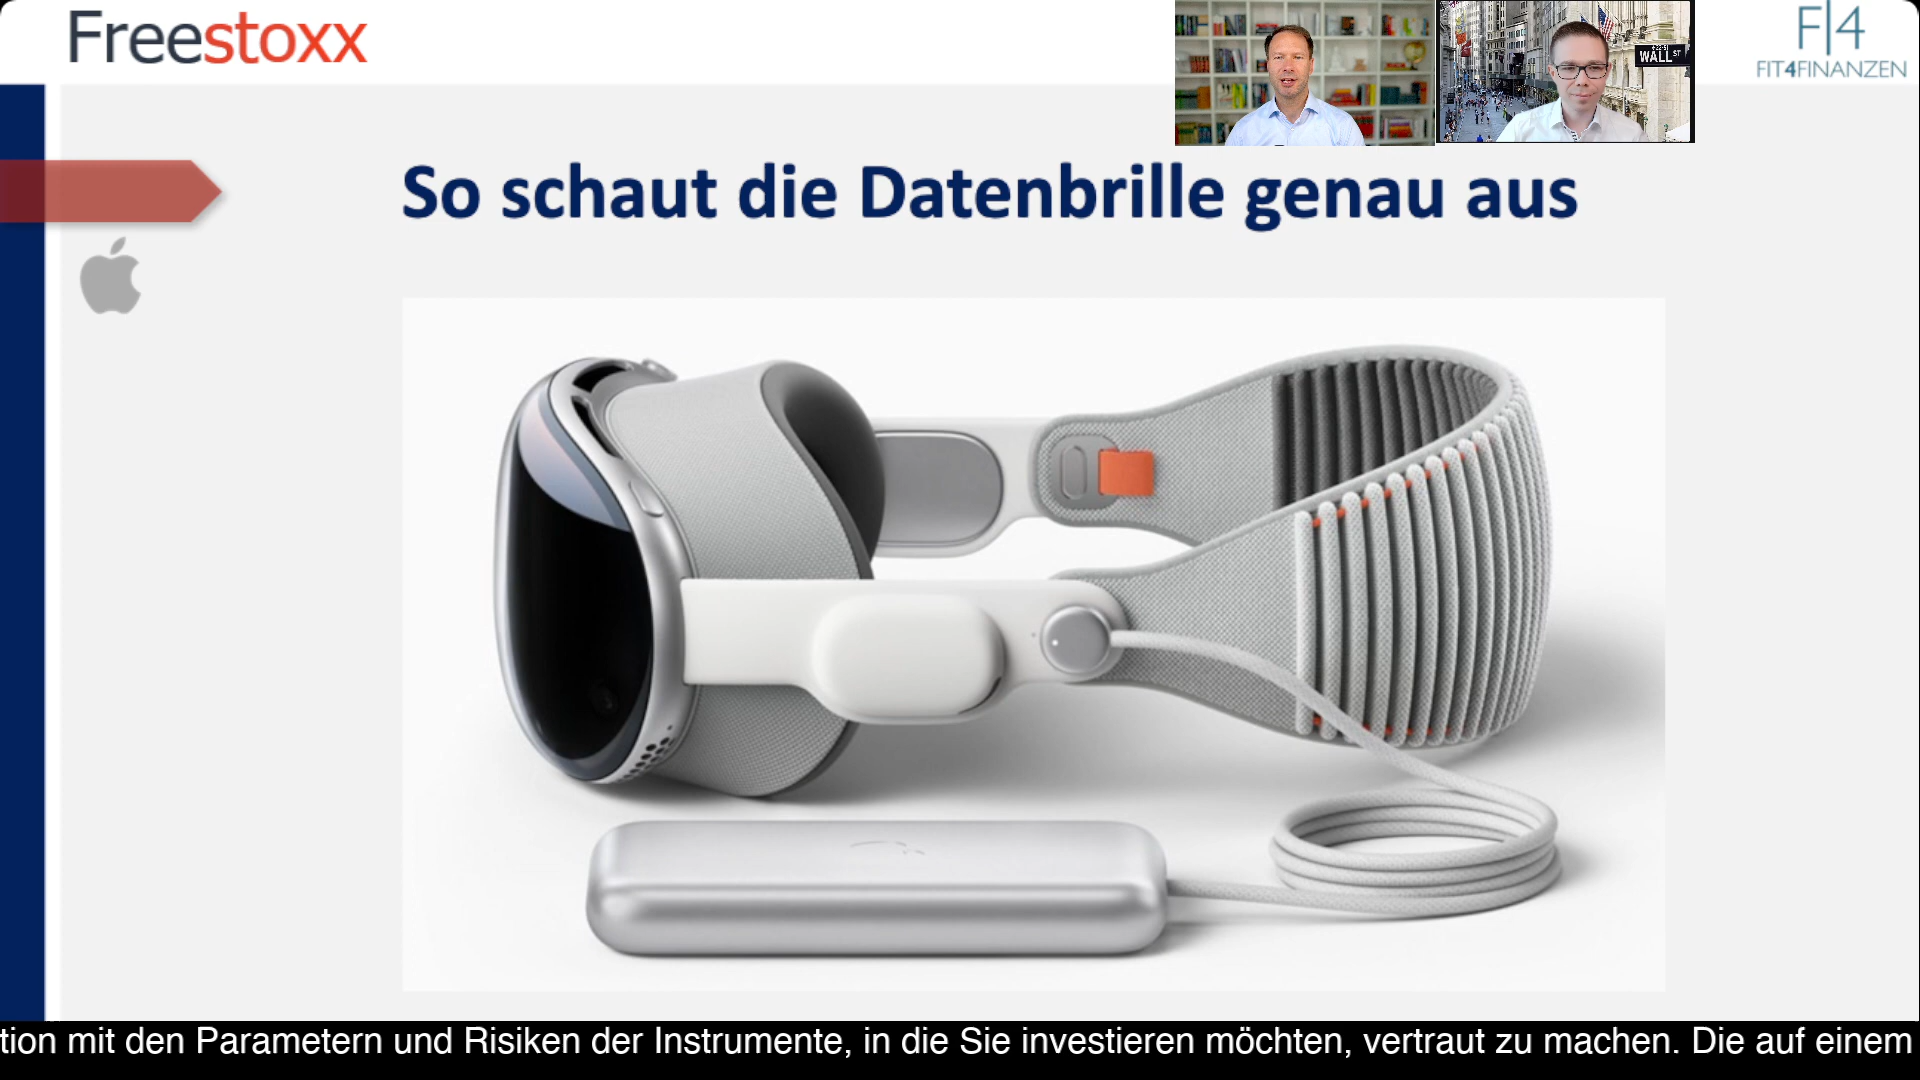 Freestoxx
WALL ST
F|4
FIT4FINANZEN
So schaut die Datenbrille genau aus
tion mit den Parametern und Risiken der Instrumente, in die Sie investieren möchten, vertraut zu machen. Die auf einem